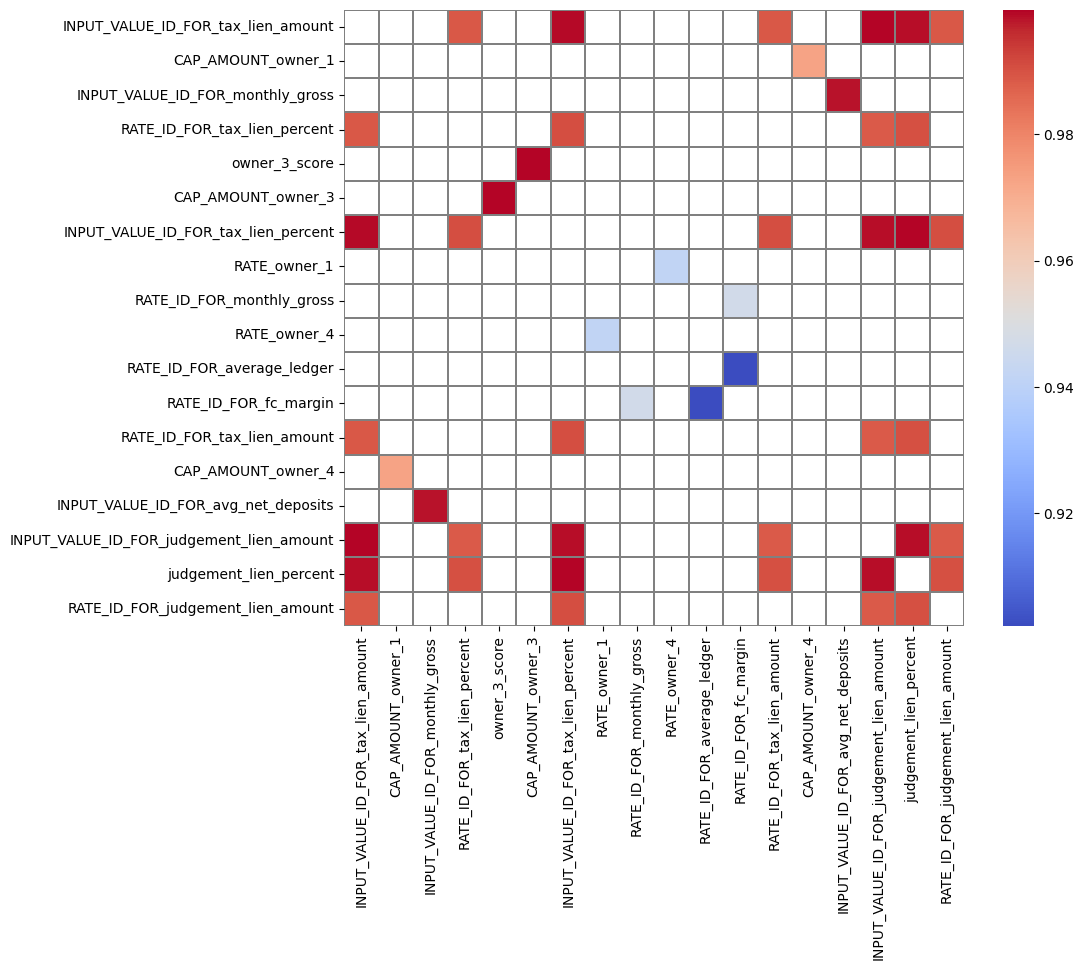 INPUT_VALUE_ID_FOR_tax_lien_amount
CAP_AMOUNT_owner_1
INPUT_VALUE_ID_FOR_monthly_gross
RATE_ID_FOR_tax_lien_percent
owner_3_score
CAP_AMOUNT_owner_3
INPUT_VALUE_ID_FOR_tax_lien_percent
RATE_owner_1
RATE_ID_FOR_monthly_gross
RATE_owner_4
RATE_ID_FOR_average_ledger
RATE_ID_FOR_fc_margin
RATE_ID_FOR_tax_lien_amount
CAP_AMOUNT_owner_4
INPUT_VALUE_ID_FOR_avg_net_deposits
INPUT_VALUE_ID_FOR_judgement_lien_amount
judgement_lien_percent
RATE_ID_FOR_judgement_lien_amount
INPUT_VALUE_ID_FOR_tax_lien_amount
CAP_AMOUNT_owner_1
INPUT_VALUE_ID_FOR_monthly_gross
RATE_ID_FOR_tax_lien_percent
owner_3_score
CAP_AMOUNT_owner_3
INPUT_VALUE_ID_FOR_tax_lien_percent
RATE_owner_1
RATE_ID_FOR_monthly_gross
RATE_owner_4
RATE_ID_FOR_average_ledger
RATE_ID_FOR_fc_margin
RATE_ID_FOR_tax_lien_amount
CAP_AMOUNT_owner_4
INPUT_VALUE_ID_FOR_avg_net_deposits
INPUT_VALUE_ID_FOR_judgement_lien_amount
judgement_lien_percent
RATE_ID_FOR_judgement_lien_amount
0.98
0.96
0.94
0.92